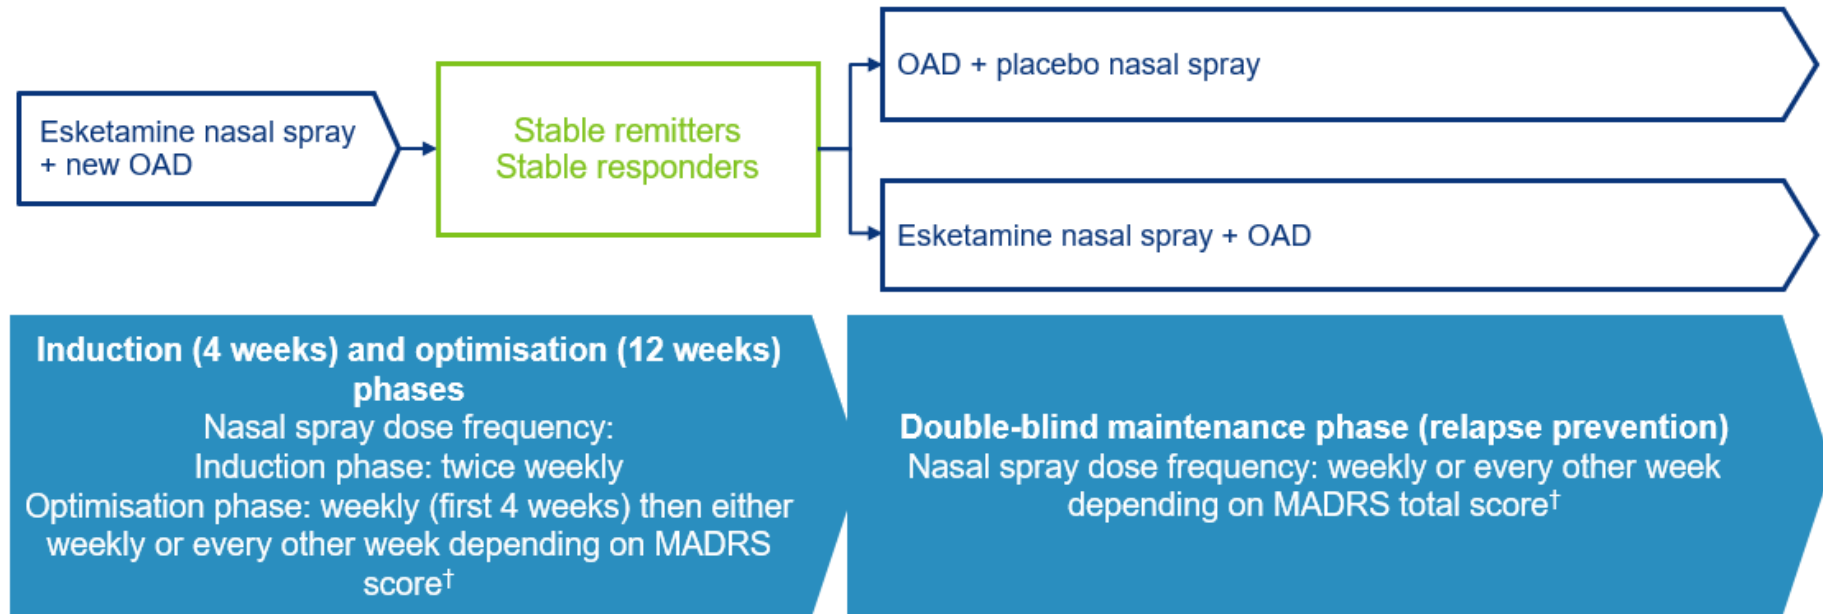 Esketamine nasal spray
+ new OAD
Stable remitters
Stable responders
OAD + placebo nasal spray
Esketamine nasal spray + OAD
Induction (4 weeks) and optimisation (12 weeks)
phases
Nasal spray dose frequency:
Induction phase: twice weekly
Optimisation phase: weekly (first 4 weeks) then either
weekly or every other week depending on MADRS
score†
Double-blind maintenance phase (relapse prevention)
Nasal spray dose frequency: weekly or every other week
depending on MADRS total score†